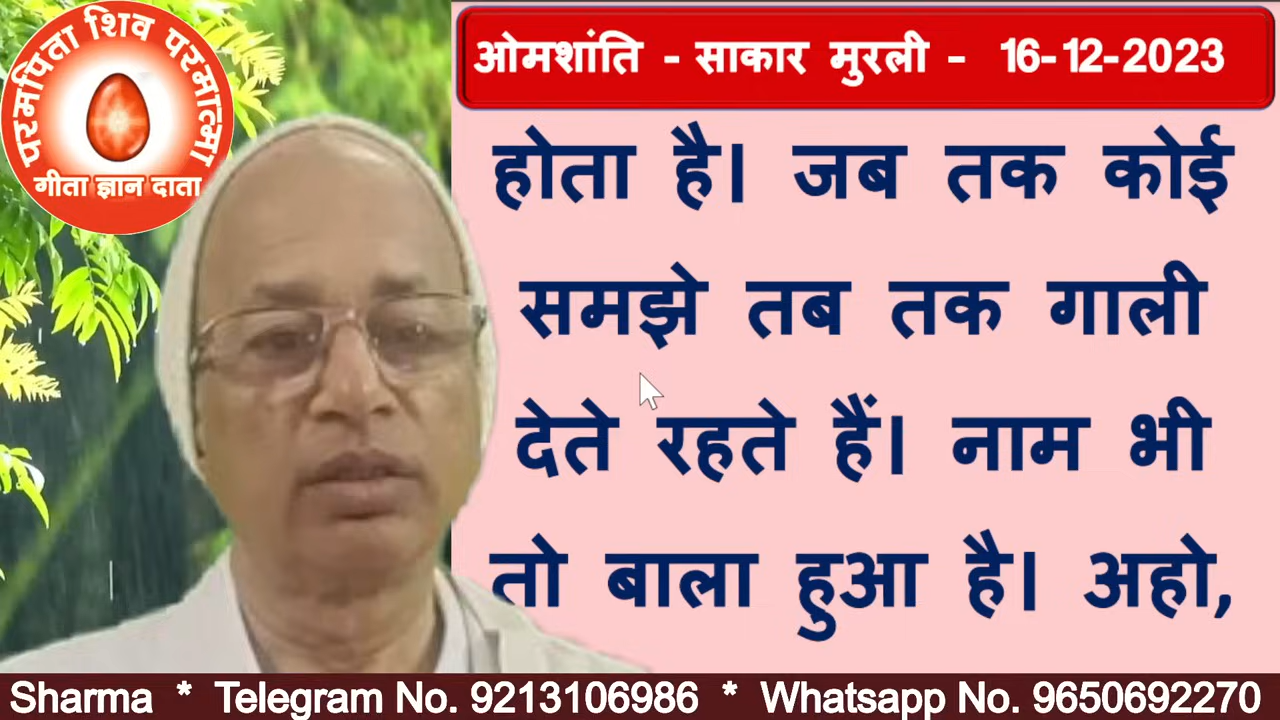 परमपिता शिव परमात्मा
गीता ज्ञान दाता
ओमशांति - साकार मुरली - 16-12-2023
होता है। जब तक कोई
समझे तब तक गाली
देते रहते हैं। नाम भी
तो बाला हुआ है। अहो,
Sharma * Telegram No. 9213106986 * Whatsapp No. 9650692270